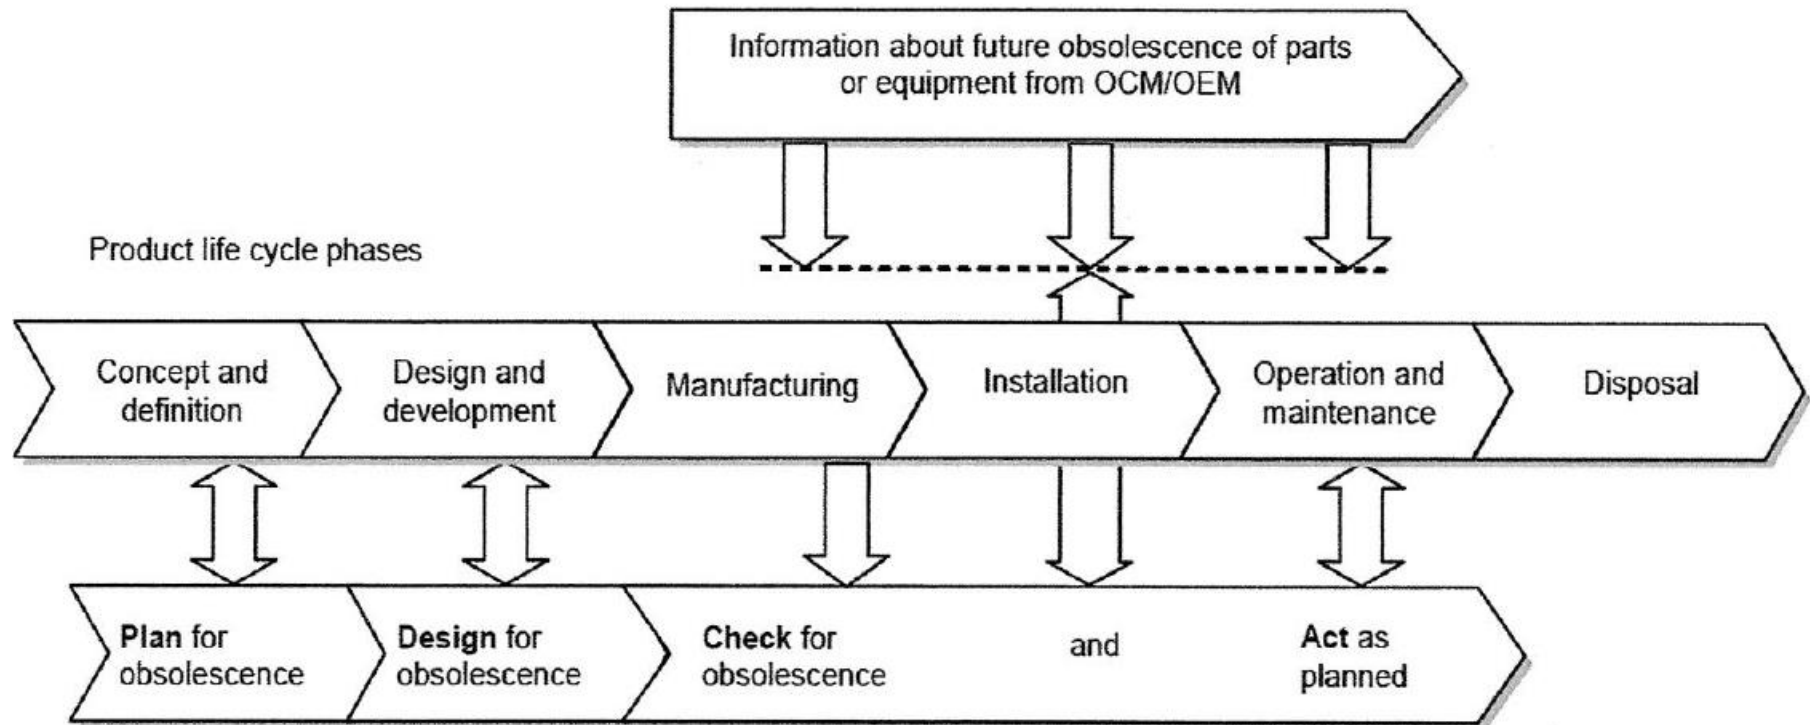 Information about future obsolescence of parts
or equipment from OCM/OEM
Product life cycle phases
Concept and
definition
Design and
development
Manufacturing
Installation
Operation and
maintenance
Disposal
Plan for
obsolescence
Design for
obsolescence
Check for
obsolescence
and
Act as
planned